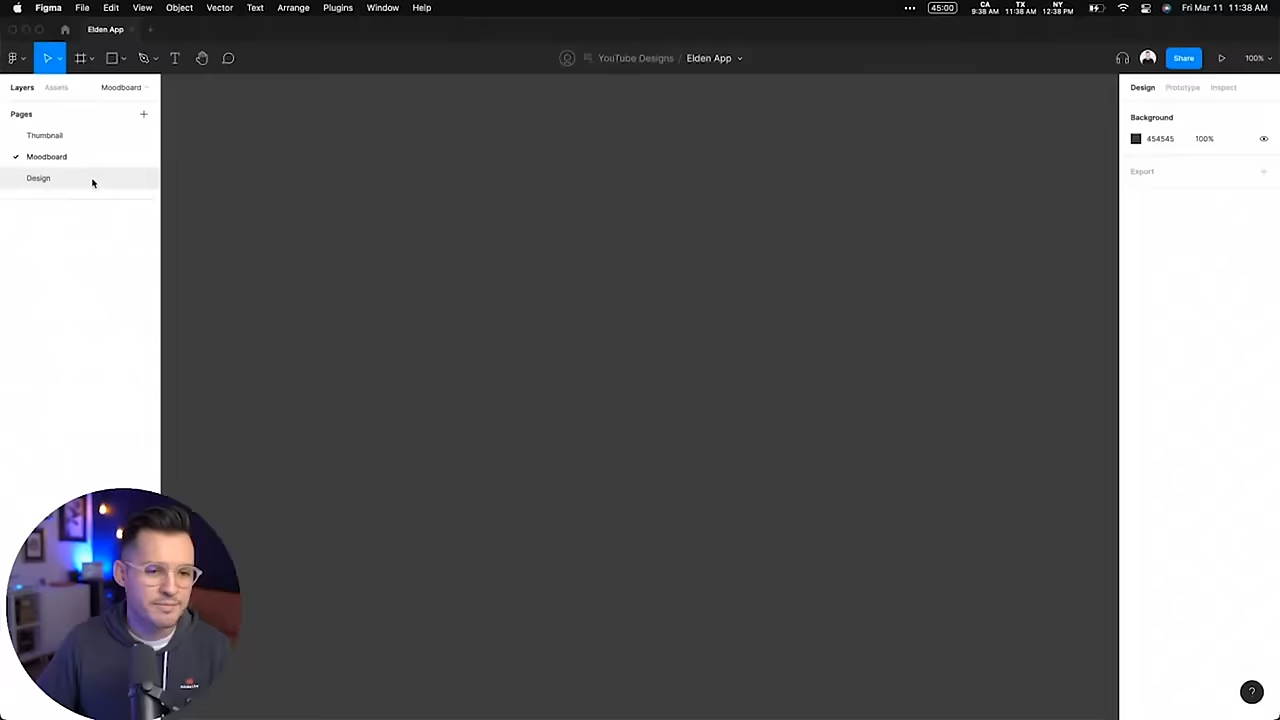 Figma File Edit View Object Vector Text Arrange Plugins Window Help
45:00 CA 9:38 AM TX 11:38 AM NY 12:38 PM Fri Mar 11 11:38 AM
Elden App
YouTube Designs / Elden App
Share
100%
Layers Assets Moodboard
Design Prototype Inspect
Pages
Background
Thumbnail
454545 100%
Moodboard
Export
Design
?